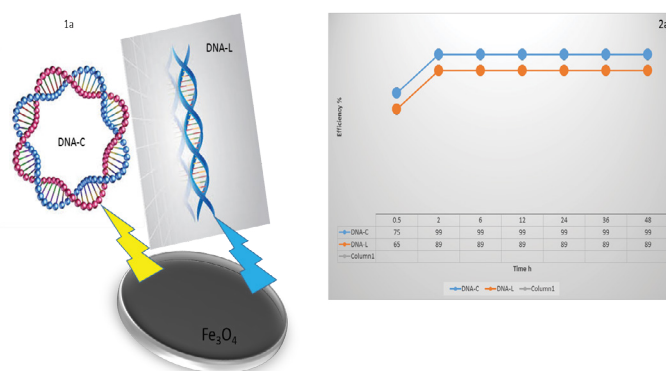 1a
DNA-L
DNA-C
Fe₃O₄
2a
Efficiency %
0.5 2 6 12 24 36 48
DNA-C 75 99 99 99 99 99 99
DNA-L 65 89 89 89 89 89 89
Column1
Time h
DNA-C DNA-L Column1